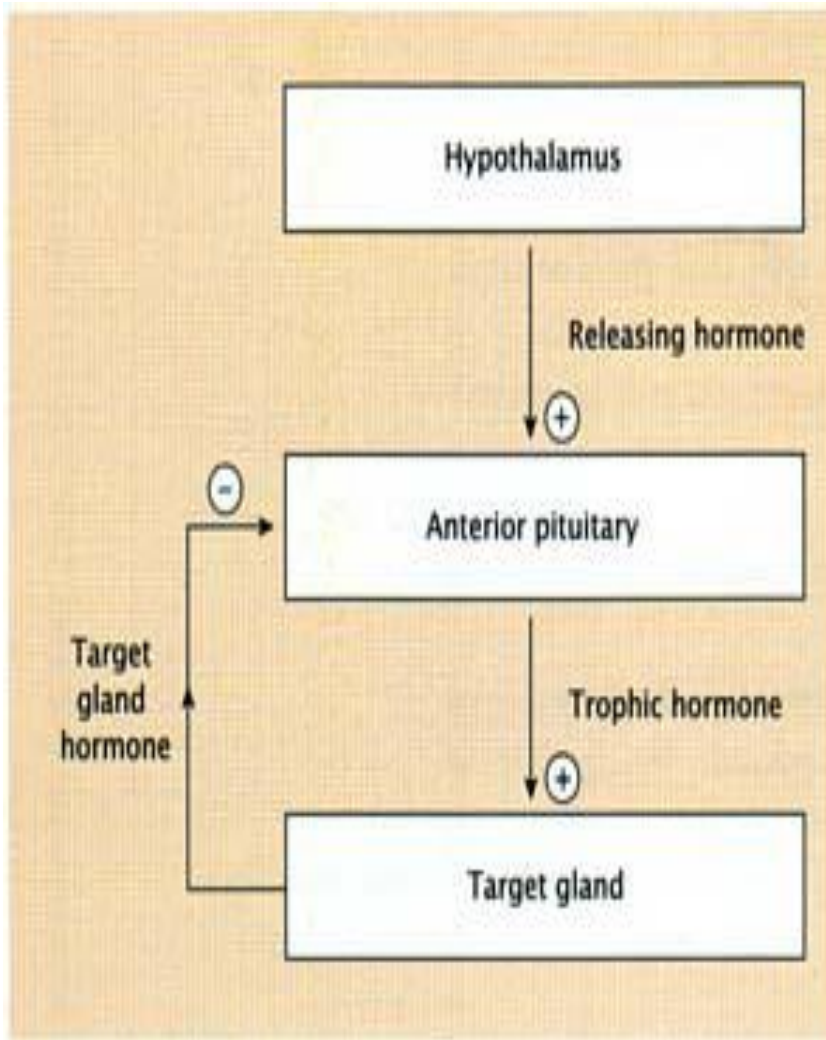 Hypothalamus
Releasing hormone
+
-
Anterior pituitary
Target
gland
hormone
Trophic hormone
+
Target gland